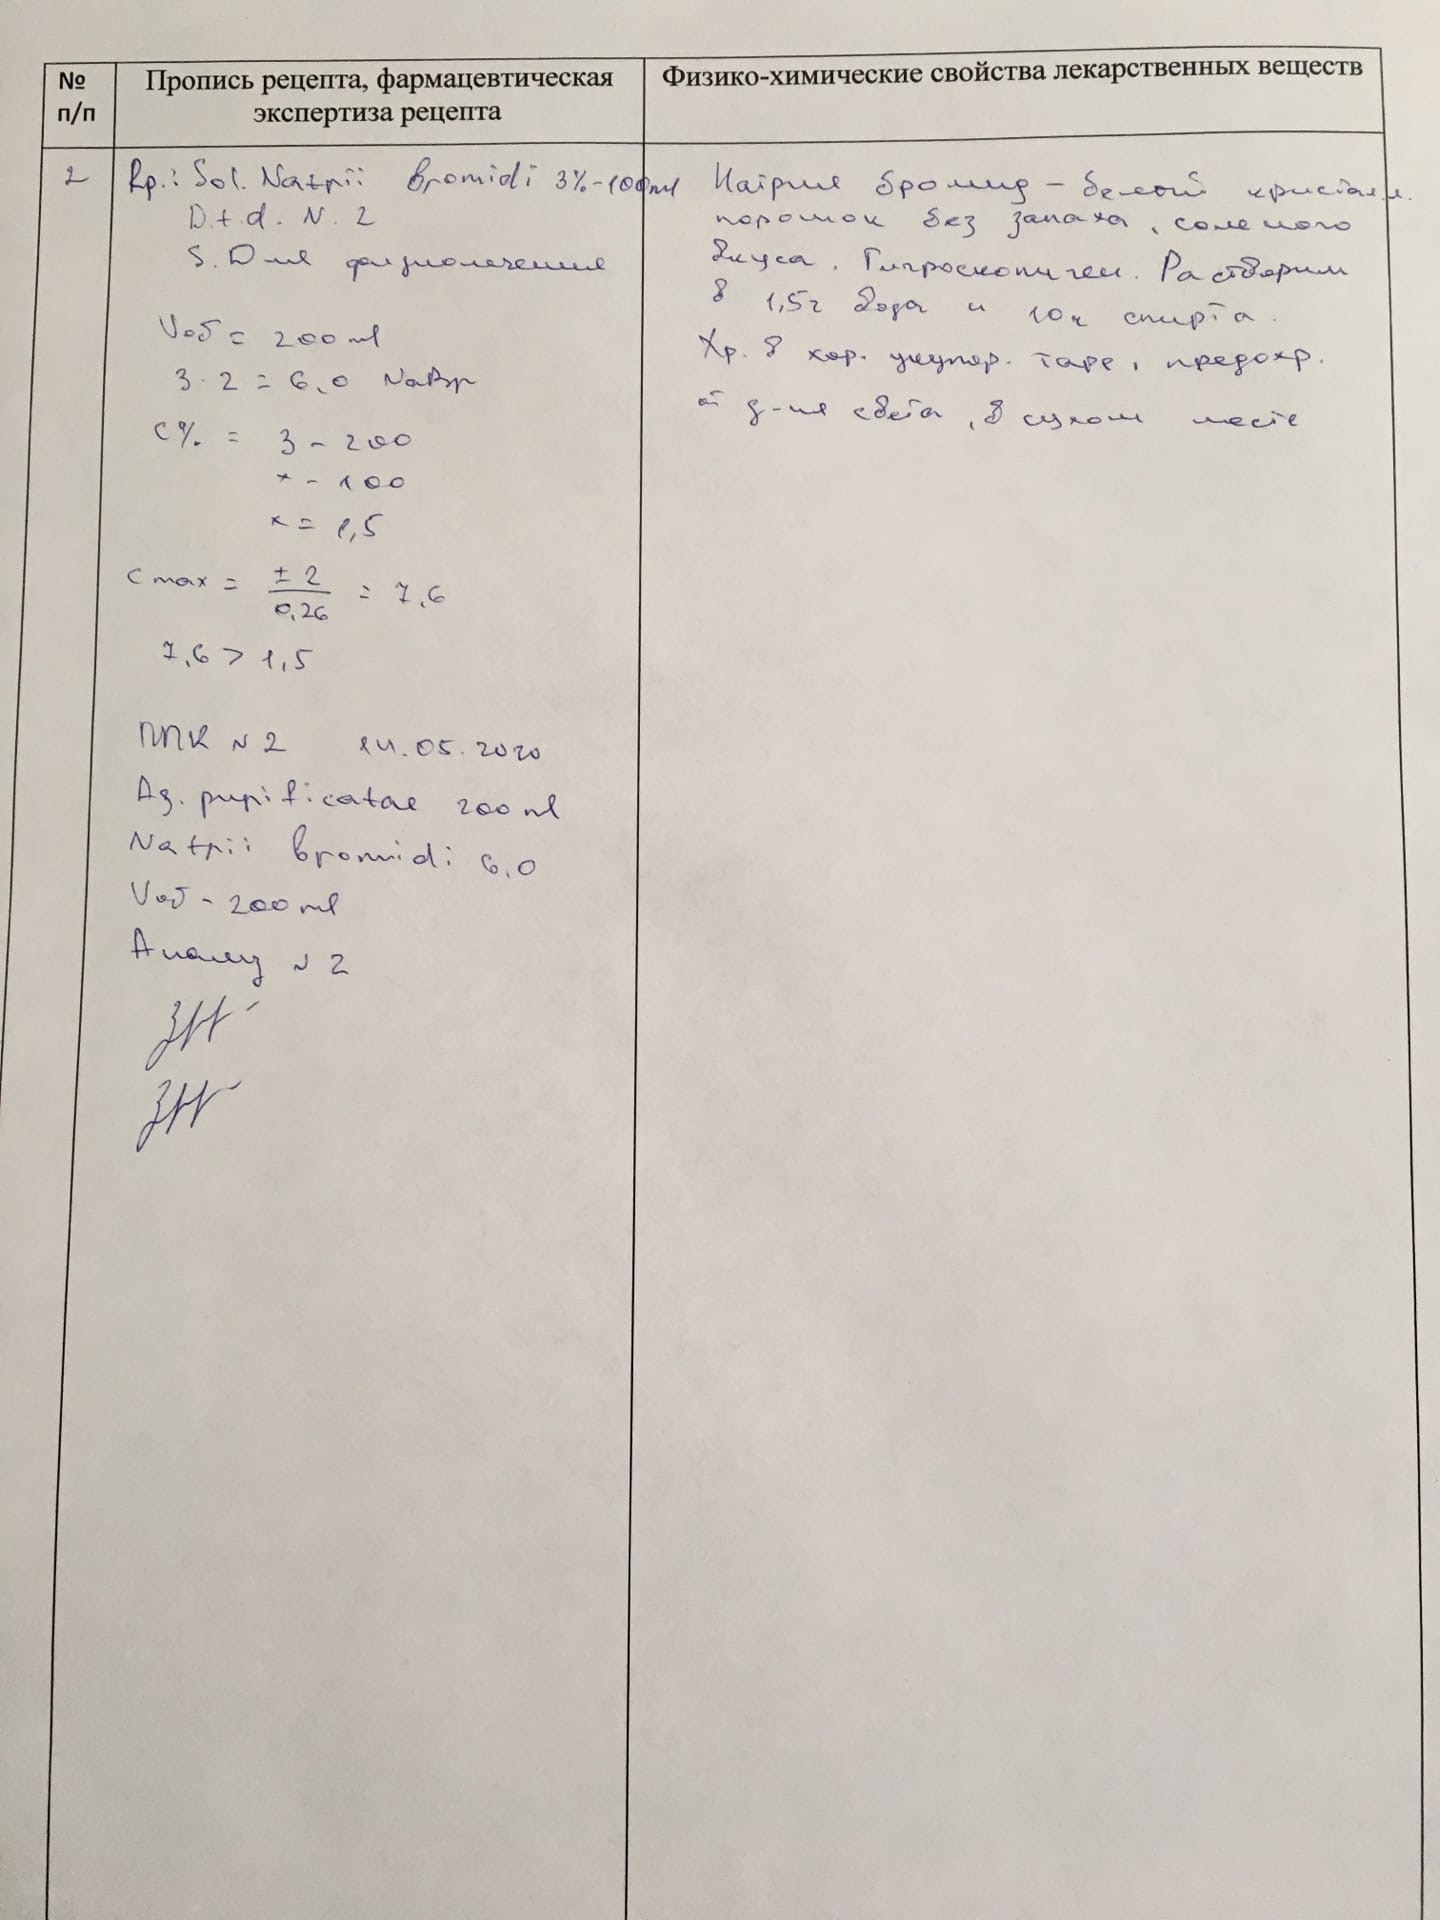 № п/п
Пропись рецепта, фармацевтическая
экспертиза рецепта
Физико-химические свойства лекарственных веществ
2
Rp.: Sol. Natrii bromidi 3%-100ml
D.t.d. N. 2
S. Для физиолечения
Vоб = 200 ml
3 · 2 = 6,0 NaBr
C% = 3 - 200
x - 100
x = 1,5
C max = ± 2 / 0,26 = 7,6
7,6 > 1,5
ППК N 2 14.05.2020
Aq. purificatae 200 ml
Natrii bromidi 6,0
Vоб - 200 ml
Анализ N 2
Натрия бромид – белый кристалл.
порошок без запаха, соленого
вкуса. Гигроскопичен. Растворим
в 1,5ч воды и 10ч спирта.
Хр. в хор. укупор. таре, предохр.
от д-ия света, в сухом месте